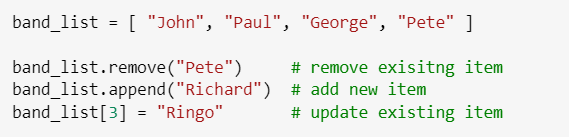 band_list = [ "John", "Paul", "George", "Pete" ]
band_list.remove("Pete")     # remove exisitng item
band_list.append("Richard")  # add new item
band_list[3] = "Ringo"       # update existing item